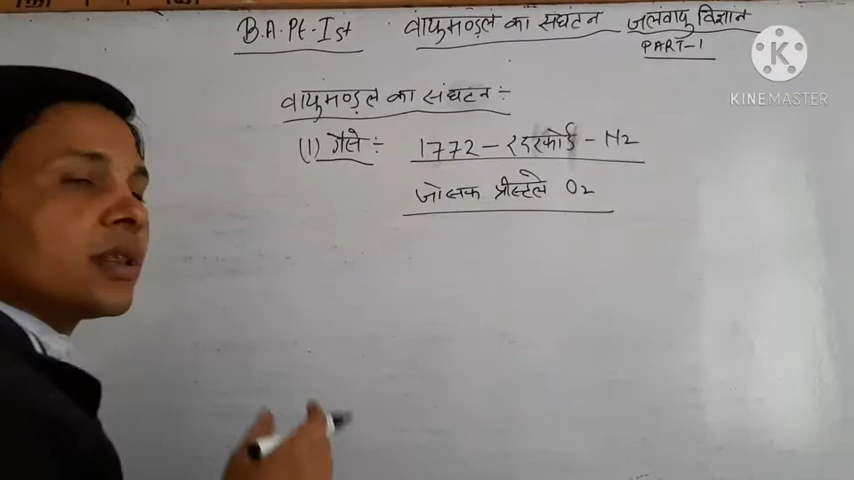 B.A. Pt-Ist वायुमण्डल का संघटन जलवायु विज्ञान
PART-1
वायुमण्डल का संघटन :-
(1) गैसे :- 1772 - रदरफोर्ड - N2
जोसफ प्रीस्टले O2
K
KINEMASTER